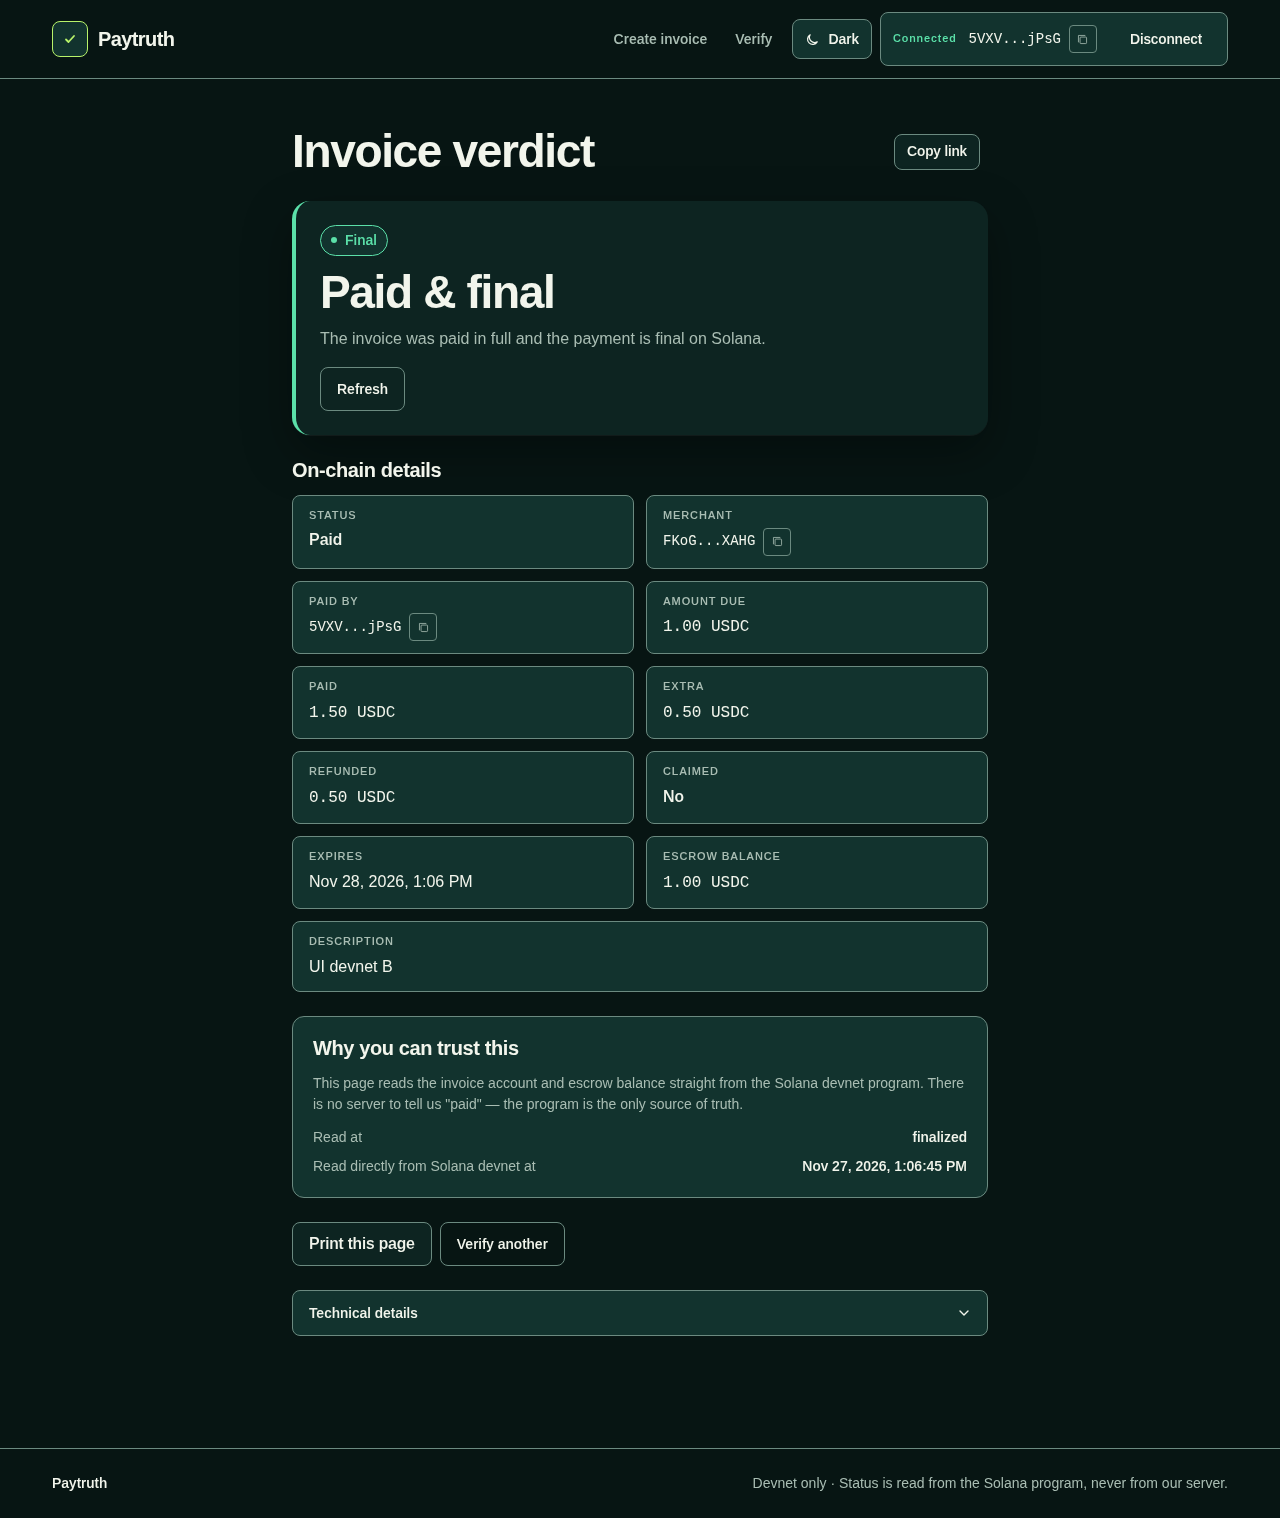 Paytruth
Create invoice
Verify
Dark
Connected 5VXV...jPsG
Disconnect
Invoice verdict
Copy link
Final
Paid & final
The invoice was paid in full and the payment is final on Solana.
Refresh
On-chain details
STATUS
Paid
MERCHANT
FKoG...XAHG
PAID BY
5VXV...jPsG
AMOUNT DUE
1.00 USDC
PAID
1.50 USDC
EXTRA
0.50 USDC
REFUNDED
0.50 USDC
CLAIMED
No
EXPIRES
Nov 28, 2026, 1:06 PM
ESCROW BALANCE
1.00 USDC
DESCRIPTION
UI devnet B
Why you can trust this
This page reads the invoice account and escrow balance straight from the Solana devnet program. There
is no server to tell us "paid" — the program is the only source of truth.
Read at finalized
Read directly from Solana devnet at Nov 27, 2026, 1:06:45 PM
Print this page
Verify another
Technical details
Paytruth
Devnet only · Status is read from the Solana program, never from our server.